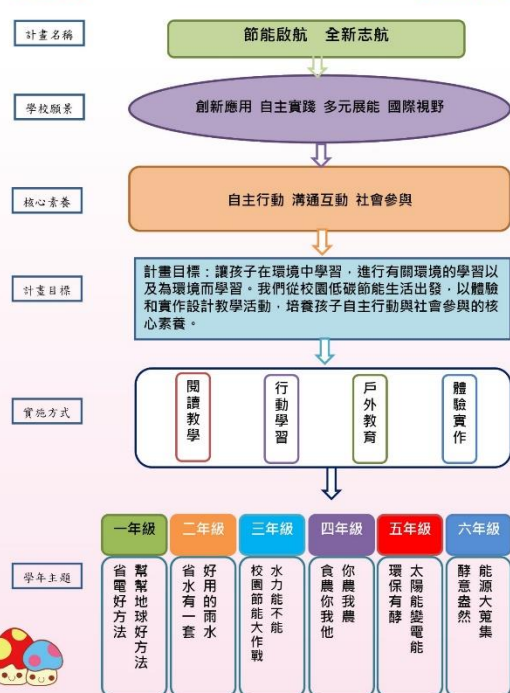 計畫名稱
節能啟航 全新志航
學校願景
創新應用 自主實踐 多元展能 國際視野
核心素養
自主行動 溝通互動 社會參與
計畫目標
計畫目標：讓孩子在環境中學習，進行有關環境的學習以
及為環境而學習。我們從校園低碳節能生活出發，以體驗
和實作設計教學活動，培養孩子自主行動與社會參與的核
心素養。
實施方式
閱讀教學
行動學習
戶外教育
體驗實作
學年主題
一年級
幫幫地球好方法
省電好方法
二年級
好用的雨水
省水有一套
三年級
水力能不能
校園節能大作戰
四年級
你農我農
食農你我他
五年級
太陽能變電能
環保有酵
六年級
能源大蒐集
酵意盎然